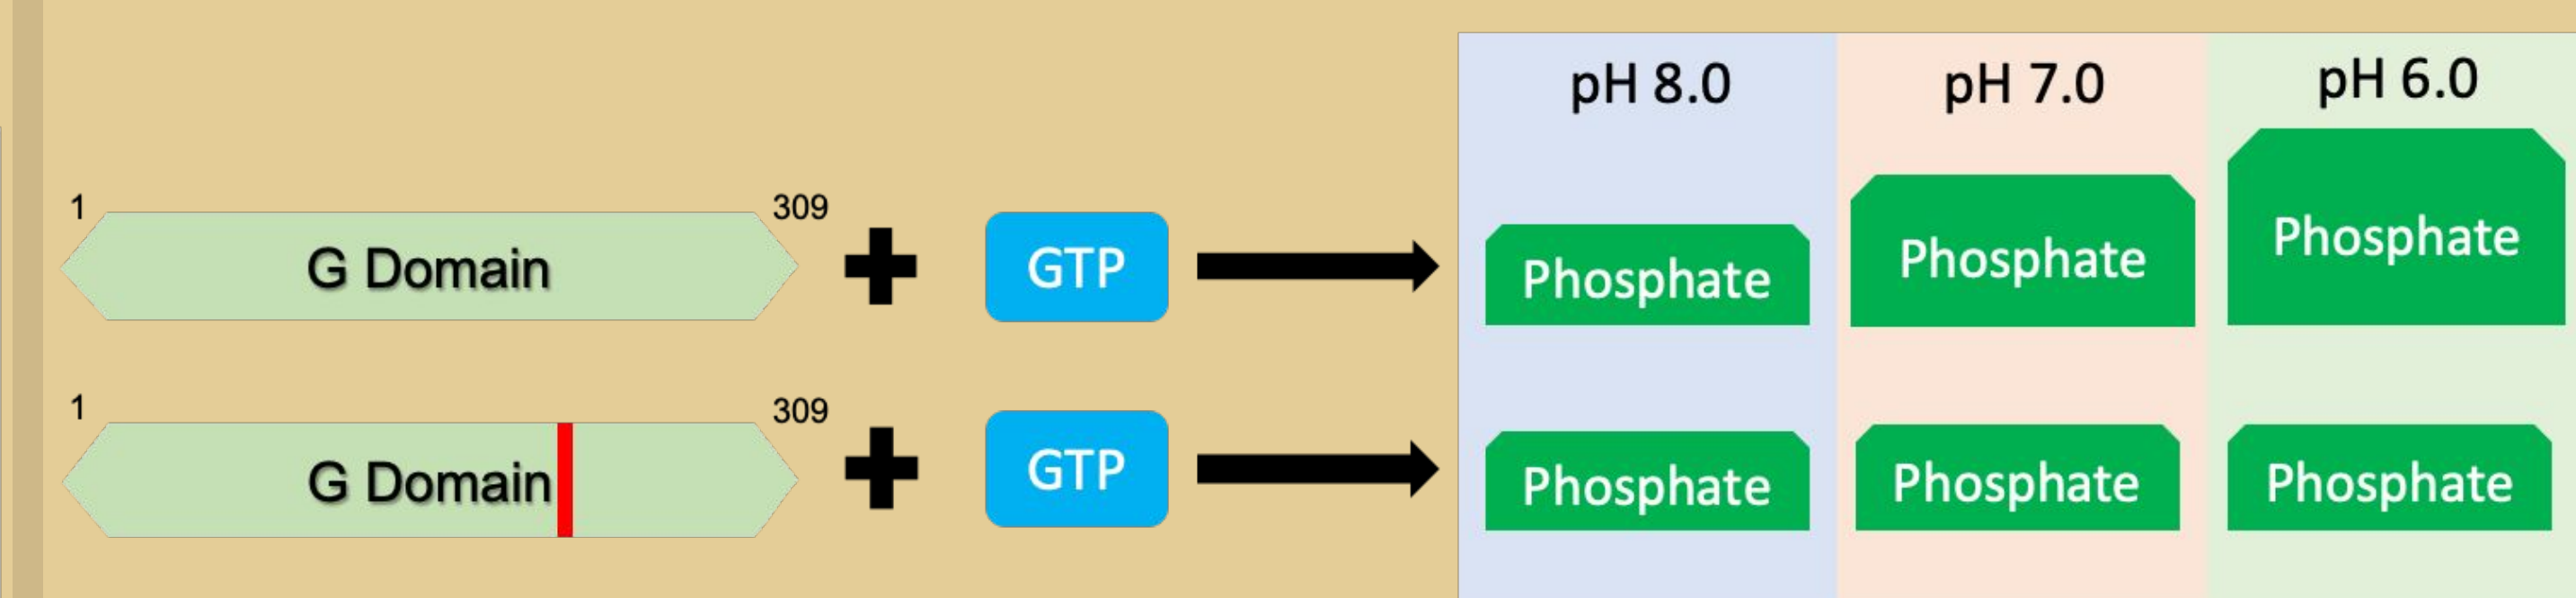 pH 8.0
pH 7.0
pH 6.0
1
309
G Domain
GTP
Phosphate
Phosphate
Phosphate
1
309
G Domain
GTP
Phosphate
Phosphate
Phosphate